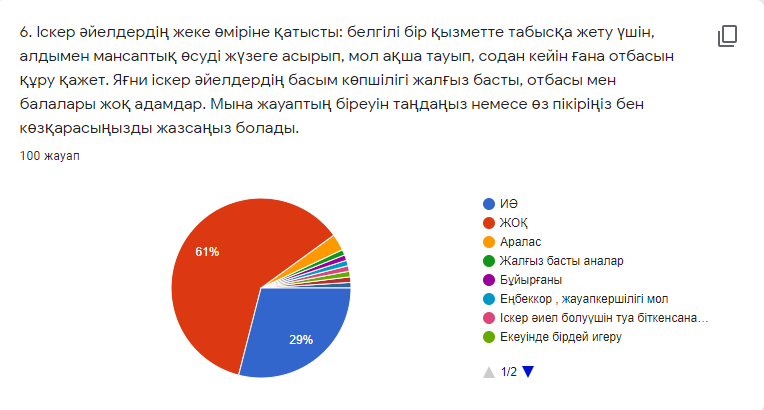 6. Іскер әйелдердің жеке өміріне қатысты: белгілі бір қызметте табысқа жету үшін,
алдымен мансаптық өсуді жүзеге асырып, мол ақша тауып, содан кейін ғана отбасын
құру қажет. Яғни іскер әйелдердің басым көпшілігі жалғыз басты, отбасы мен
балалары жоқ адамдар. Мына жауаптың біреуін таңдаңыз немесе өз пікіріңіз бен
көзқарасыңызды жазсаңыз болады.
100 жауап
61%
29%
ИӘ
ЖОҚ
Аралас
Жалғыз басты аналар
Бұйырғаны
Еңбеккор , жауапкершілігі мол
Іскер әиел болуүшін туа біткенсана…
Екеуінде бірдей игеру
1/2